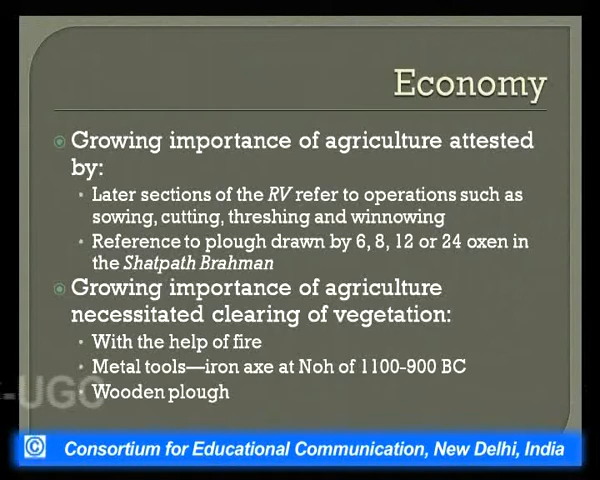 Economy
Growing importance of agriculture attested
by:
Later sections of the RV refer to operations such as
sowing, cutting, threshing and winnowing
Reference to plough drawn by 6, 8, 12 or 24 oxen in
the Shatpath Brahman
Growing importance of agriculture
necessitated clearing of vegetation:
With the help of fire
Metal tools—iron axe at Noh of 1100-900 BC
Wooden plough
-UGC
© Consortium for Educational Communication, New Delhi, India